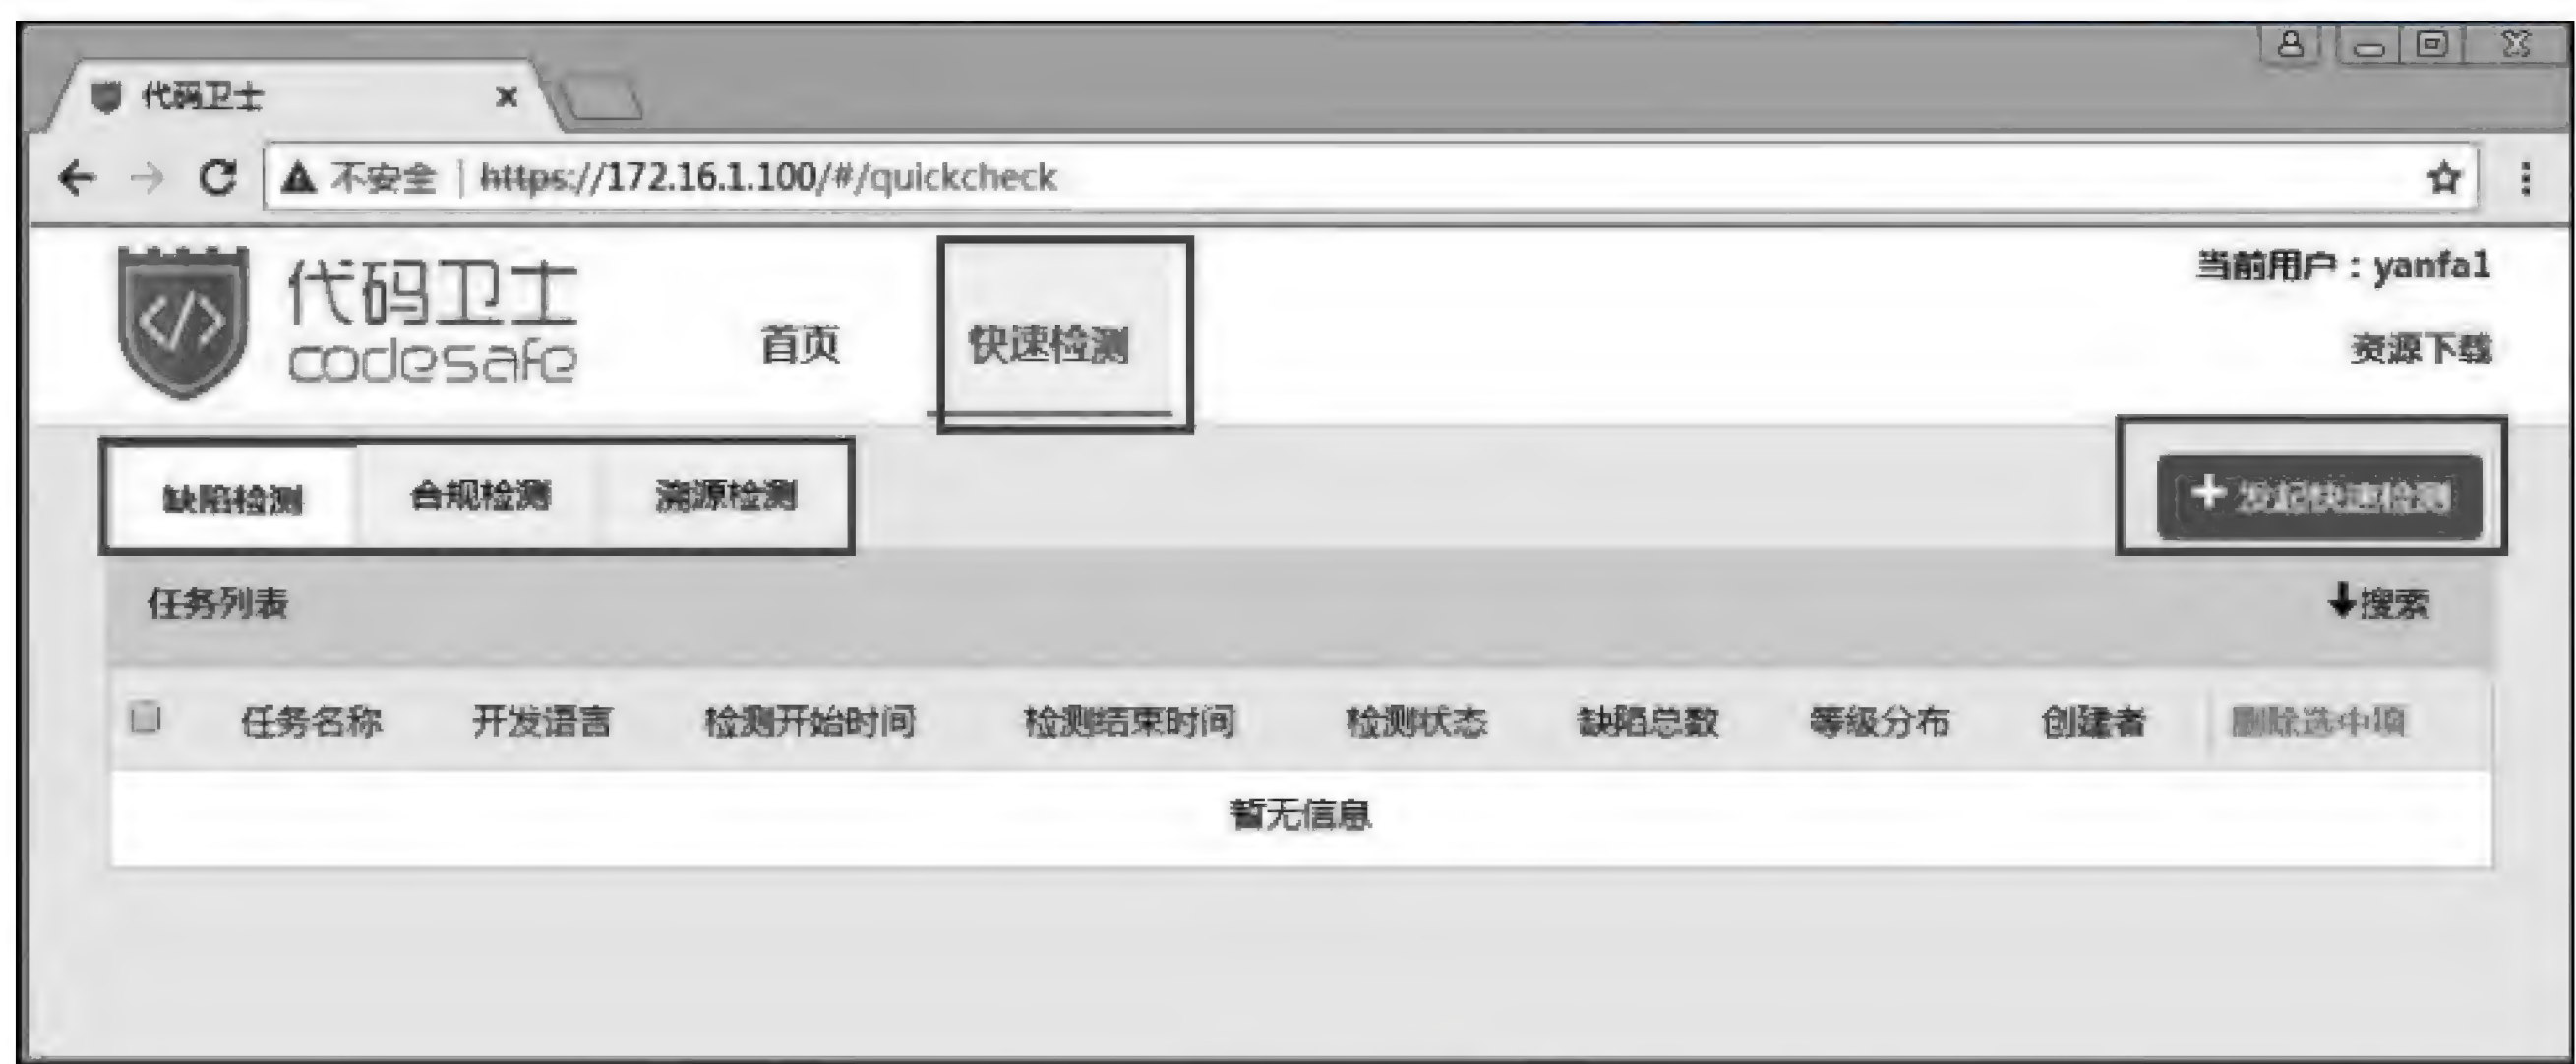 代码卫士
不安全 | https://172.16.1.100/#/quickcheck
代码卫士
codesafe
首页
快速检测
当前用户：yanfa1
资源下载
缺陷检测 合规检测 溯源检测
+ 发起快速检测
任务列表
搜索
任务名称 开发语言 检测开始时间 检测结束时间 检测状态 缺陷总数 等级分布 创建者 删除选中项
暂无信息